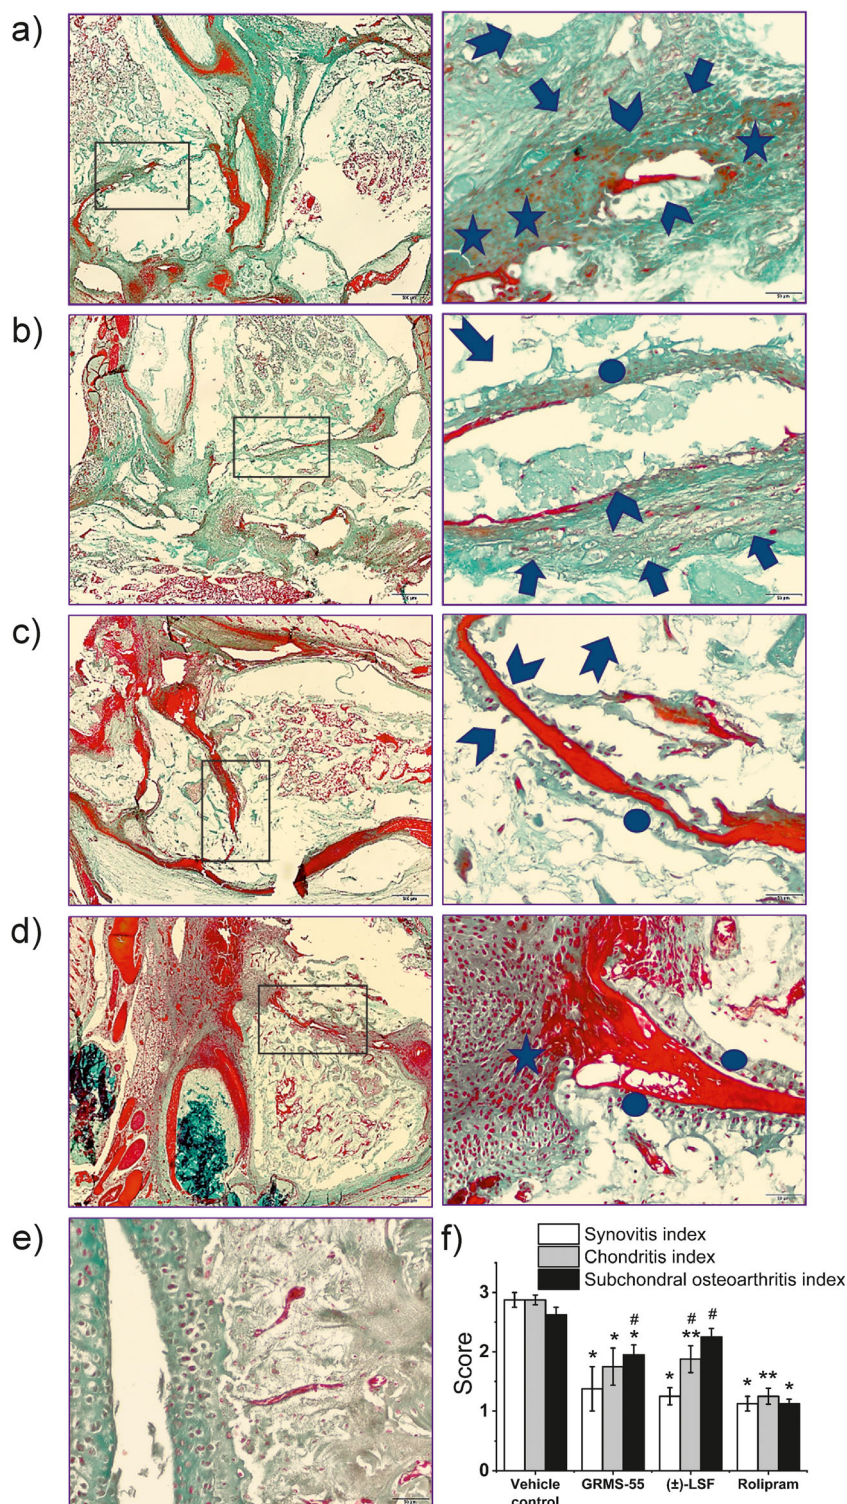 a)
b)
c)
d)
e)
f)
Synovitis index
Chondritis index
Subchondral osteoarthritis index
Score
3
2
1
0
*
*
#
*
*
#
**
#
*
**
*
Vehicle
control
GRMS-55
(±)-LSF
Rolipram